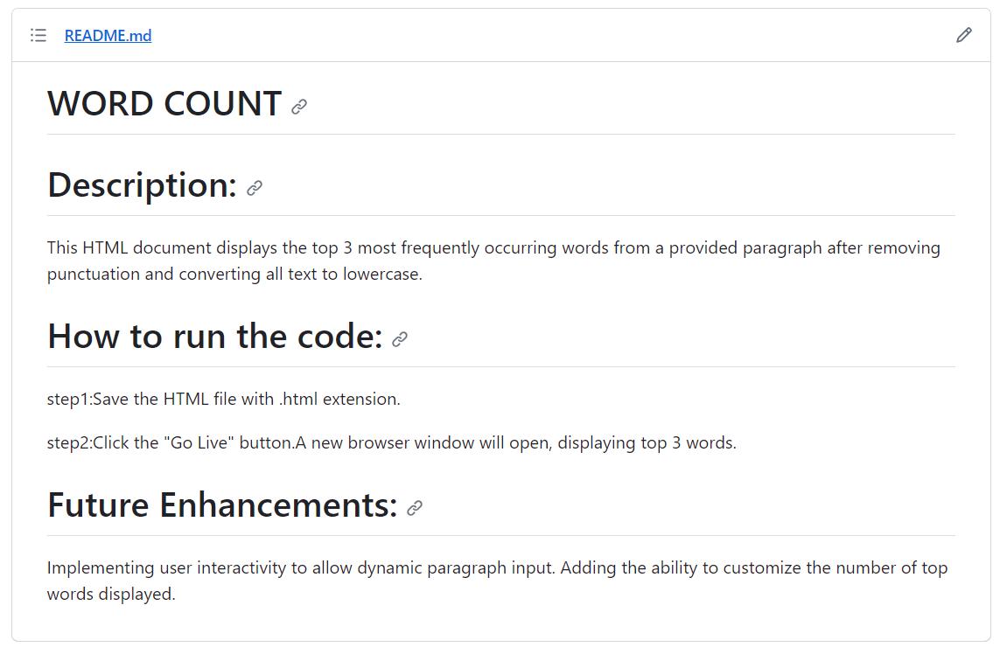 README.md
WORD COUNT
Description:
This HTML document displays the top 3 most frequently occurring words from a provided paragraph after removing
punctuation and converting all text to lowercase.
How to run the code:
step1:Save the HTML file with .html extension.
step2:Click the "Go Live" button.A new browser window will open, displaying top 3 words.
Future Enhancements:
Implementing user interactivity to allow dynamic paragraph input. Adding the ability to customize the number of top
words displayed.